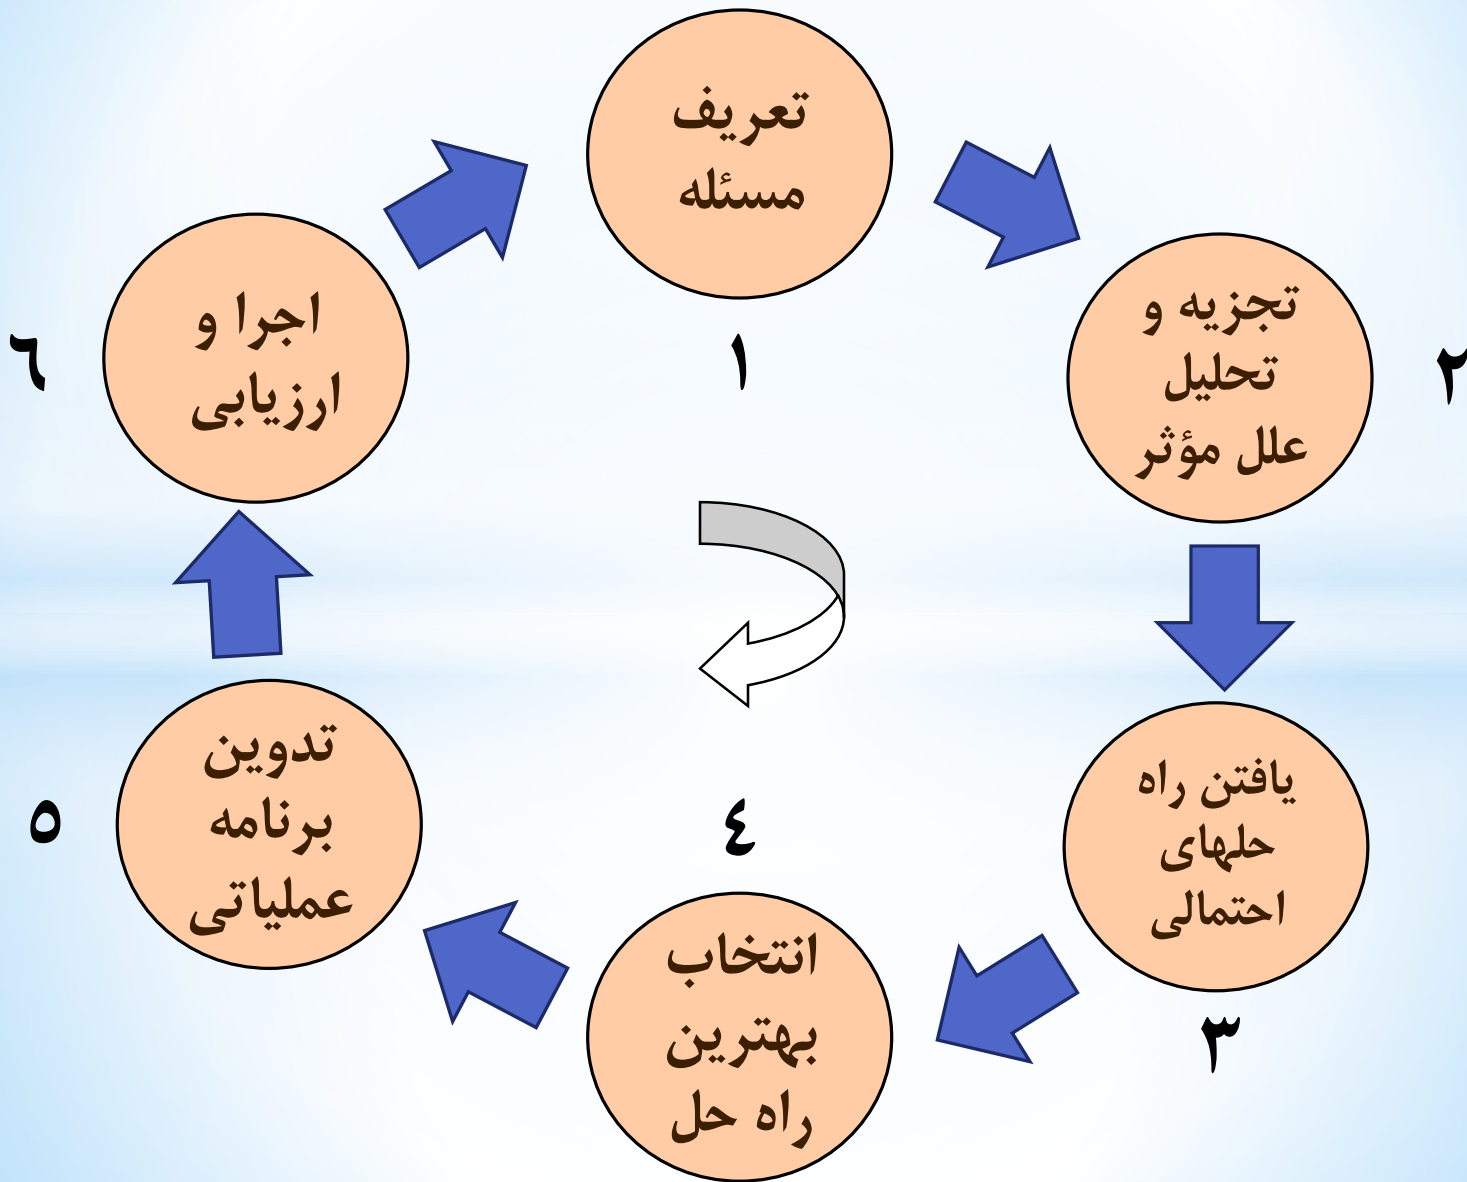 تعریف
مسئله
۱
تجزیه و
تحلیل
علل مؤثر
۲
یافتن راه
حلهای
احتمالی
۳
٤
انتخاب
بهترین
راه حل
تدوین
برنامه
عملیاتی
٥
اجرا و
ارزیابی
٦